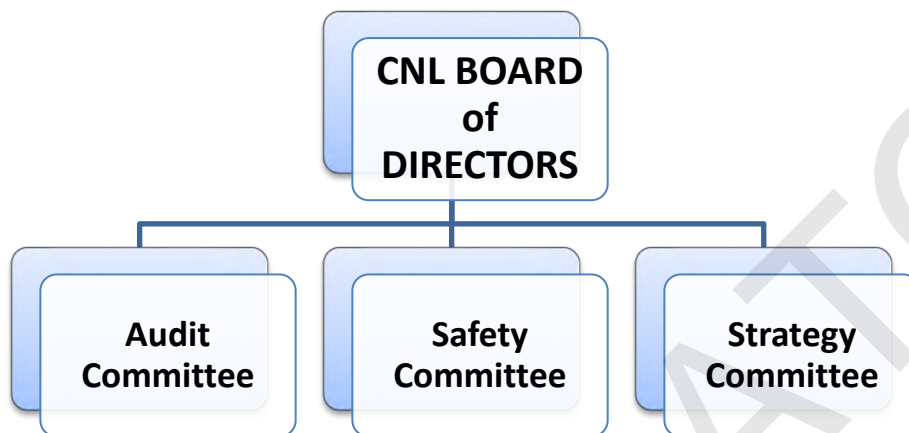 CNL BOARD
of
DIRECTORS
Audit
Committee
Safety
Committee
Strategy
Committee